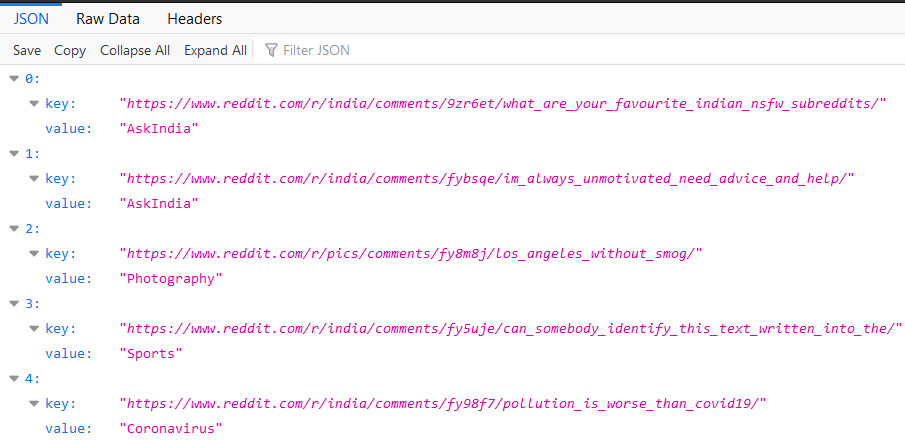 JSON Raw Data Headers
Save Copy Collapse All Expand All Filter JSON
0:
key: "https://www.reddit.com/r/india/comments/9zr6et/what_are_your_favourite_indian_nsfw_subreddits/"
value: "AskIndia"
1:
key: "https://www.reddit.com/r/india/comments/fybsqe/im_always_unmotivated_need_advice_and_help/"
value: "AskIndia"
2:
key: "https://www.reddit.com/r/pics/comments/fy8m8j/los_angeles_without_smog/"
value: "Photography"
3:
key: "https://www.reddit.com/r/india/comments/fy5uje/can_somebody_identify_this_text_written_into_the/"
value: "Sports"
4:
key: "https://www.reddit.com/r/india/comments/fy98f7/pollution_is_worse_than_covid19/"
value: "Coronavirus"